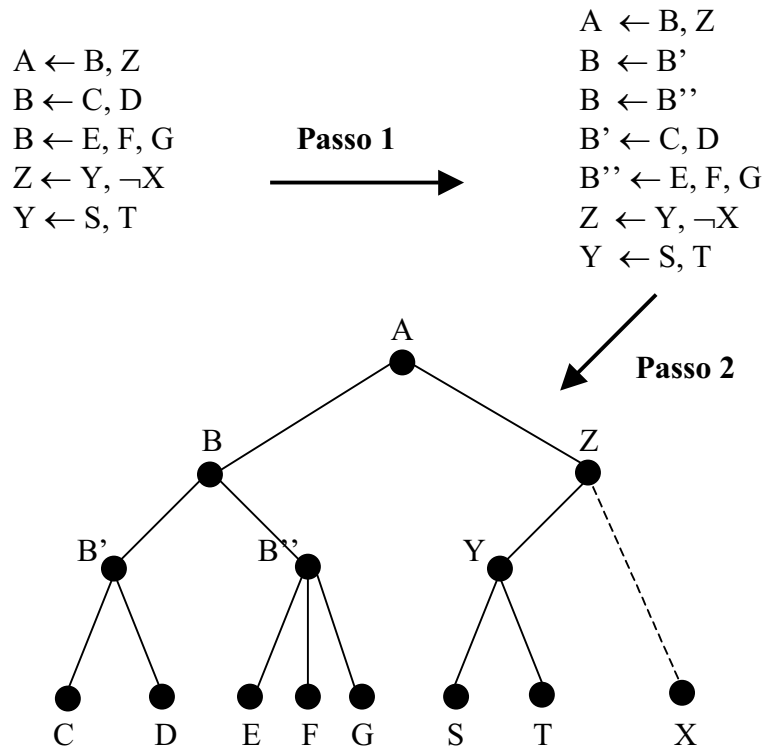 A ← B, Z
B ← C, D
B ← E, F, G
Z ← Y, ¬X
Y ← S, T
Passo 1
A ← B, Z
B ← B’
B ← B’’
B’ ← C, D
B’’ ← E, F, G
Z ← Y, ¬X
Y ← S, T
Passo 2
A
B Z
B’ B’’ Y
C D E F G S T X